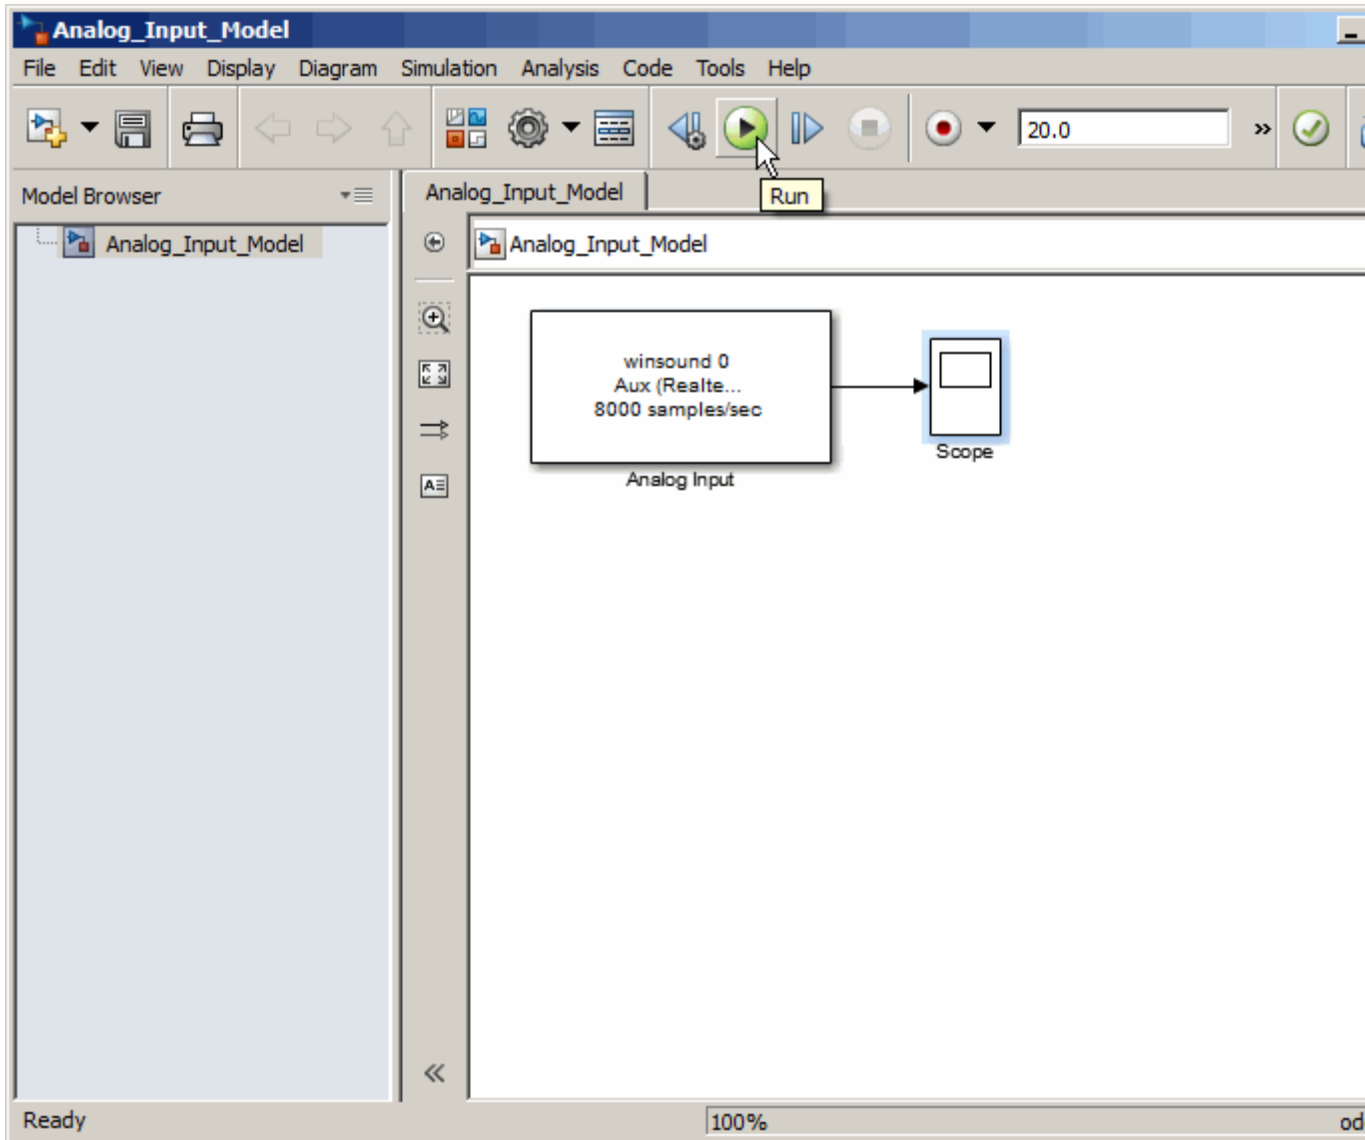 Analog_Input_Model
File Edit View Display Diagram Simulation Analysis Code Tools Help
20.0
»
Model Browser
Analog_Input_Model
Run
Analog_Input_Model
Analog_Input_Model
winsound 0
Aux (Realte...
8000 samples/sec
Analog Input
Scope
Ready
100%
od